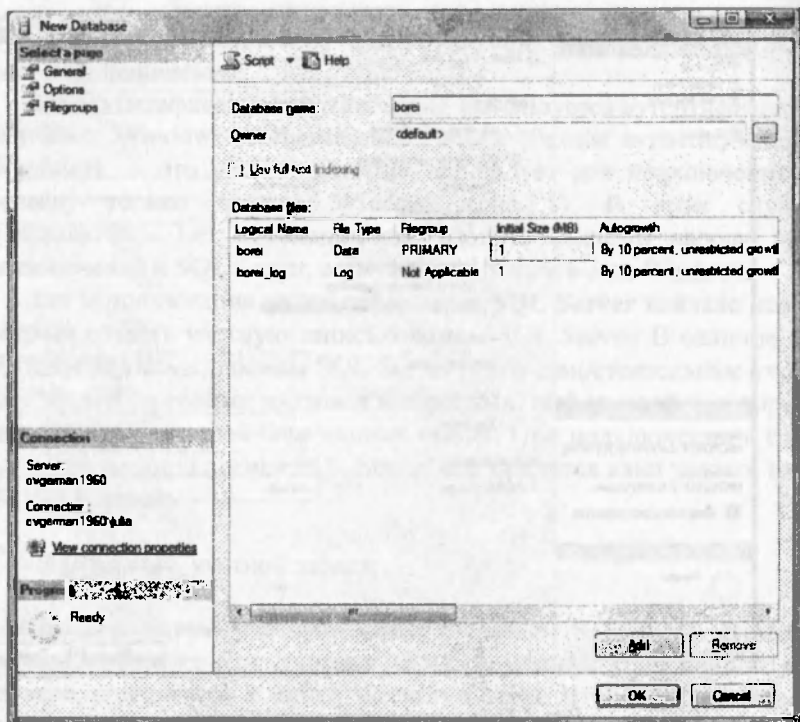 New Database
Select a page
General
Options
Filegroups
Script
Help
Database name:
borei
Owner
<default>
Use full-text indexing
Database files:
Logical Name File Type Filegroup Initial Size (MB) Autogrowth
borei Data PRIMARY 1 By 10 percent, unrestricted growt
borei_log Log Not Applicable 1 By 10 percent, unrestricted growt
Connection
Server:
ovgerman1960
Connection:
ovgerman1960\julia
View connection properties
Ready
Add
Remove
OK
Cancel